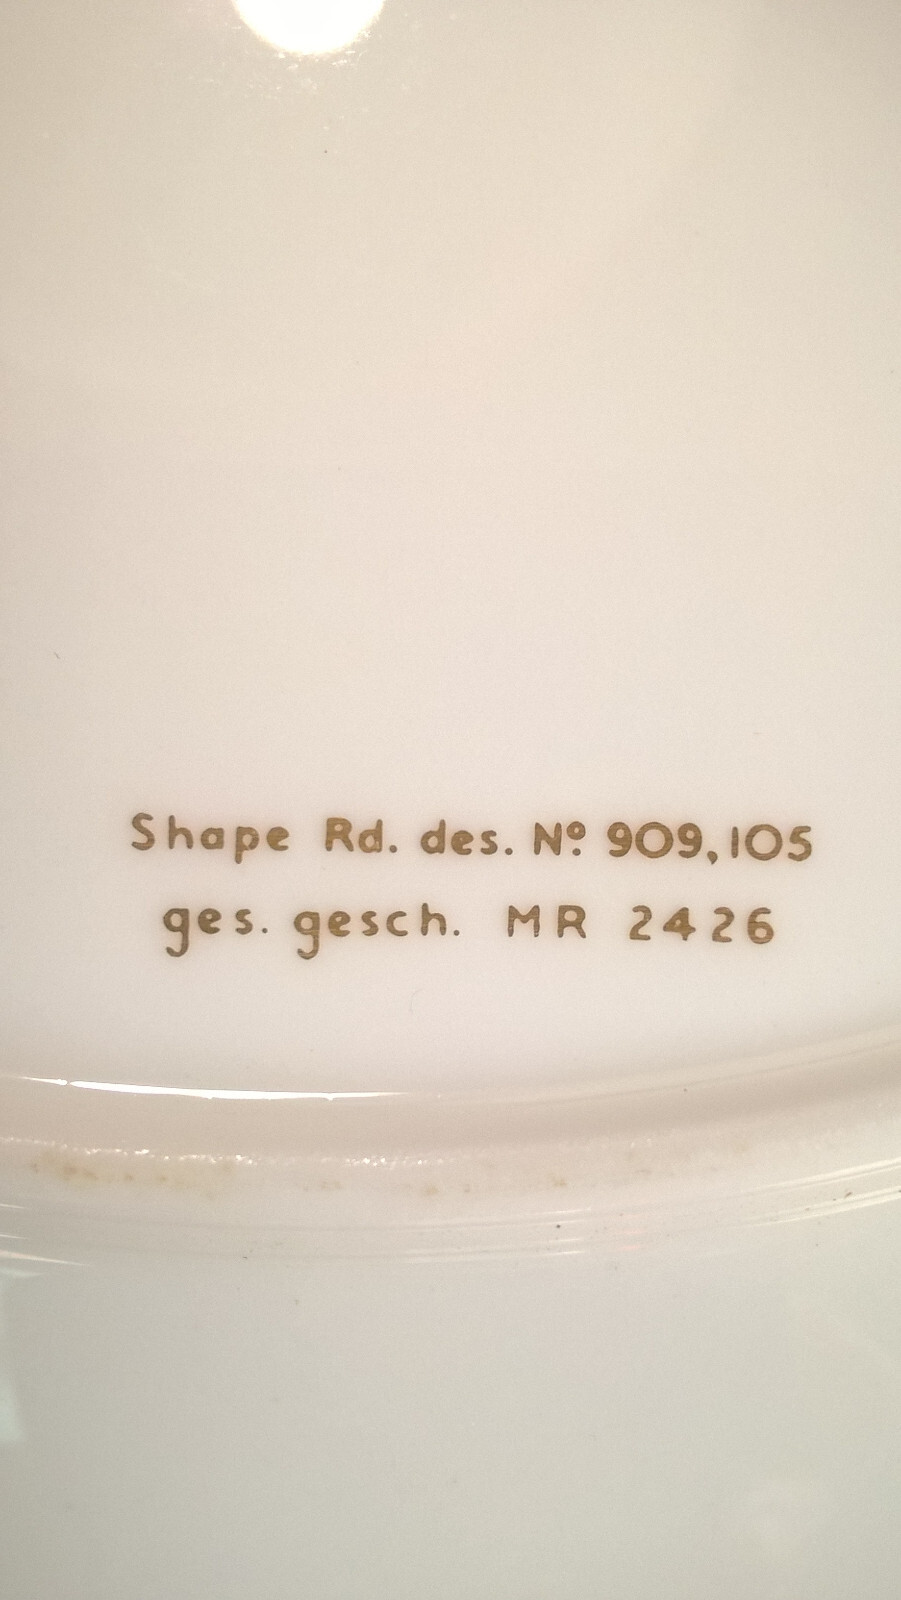 Shape Rd. des. Nº 909,105
ges. gesch. MR 2426